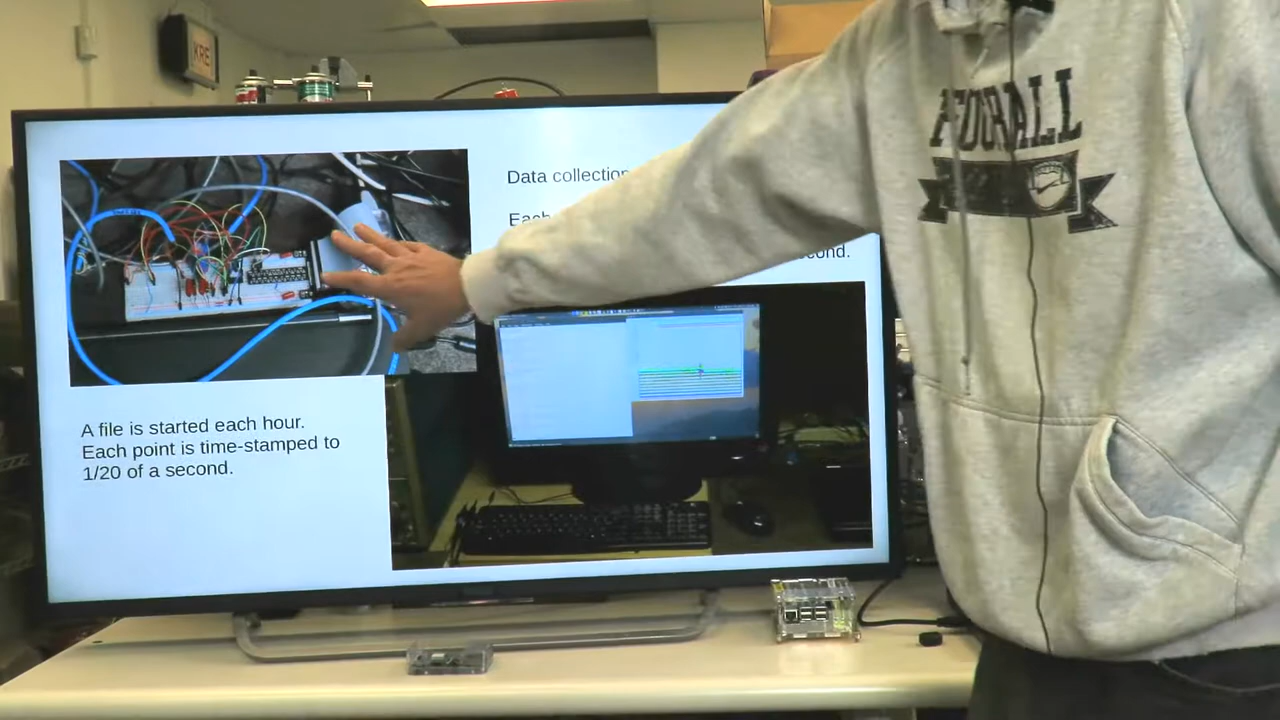 KRE
Data collection
Each
second.
A file is started each hour.
Each point is time-stamped to
1/20 of a second.
FOOTBALL